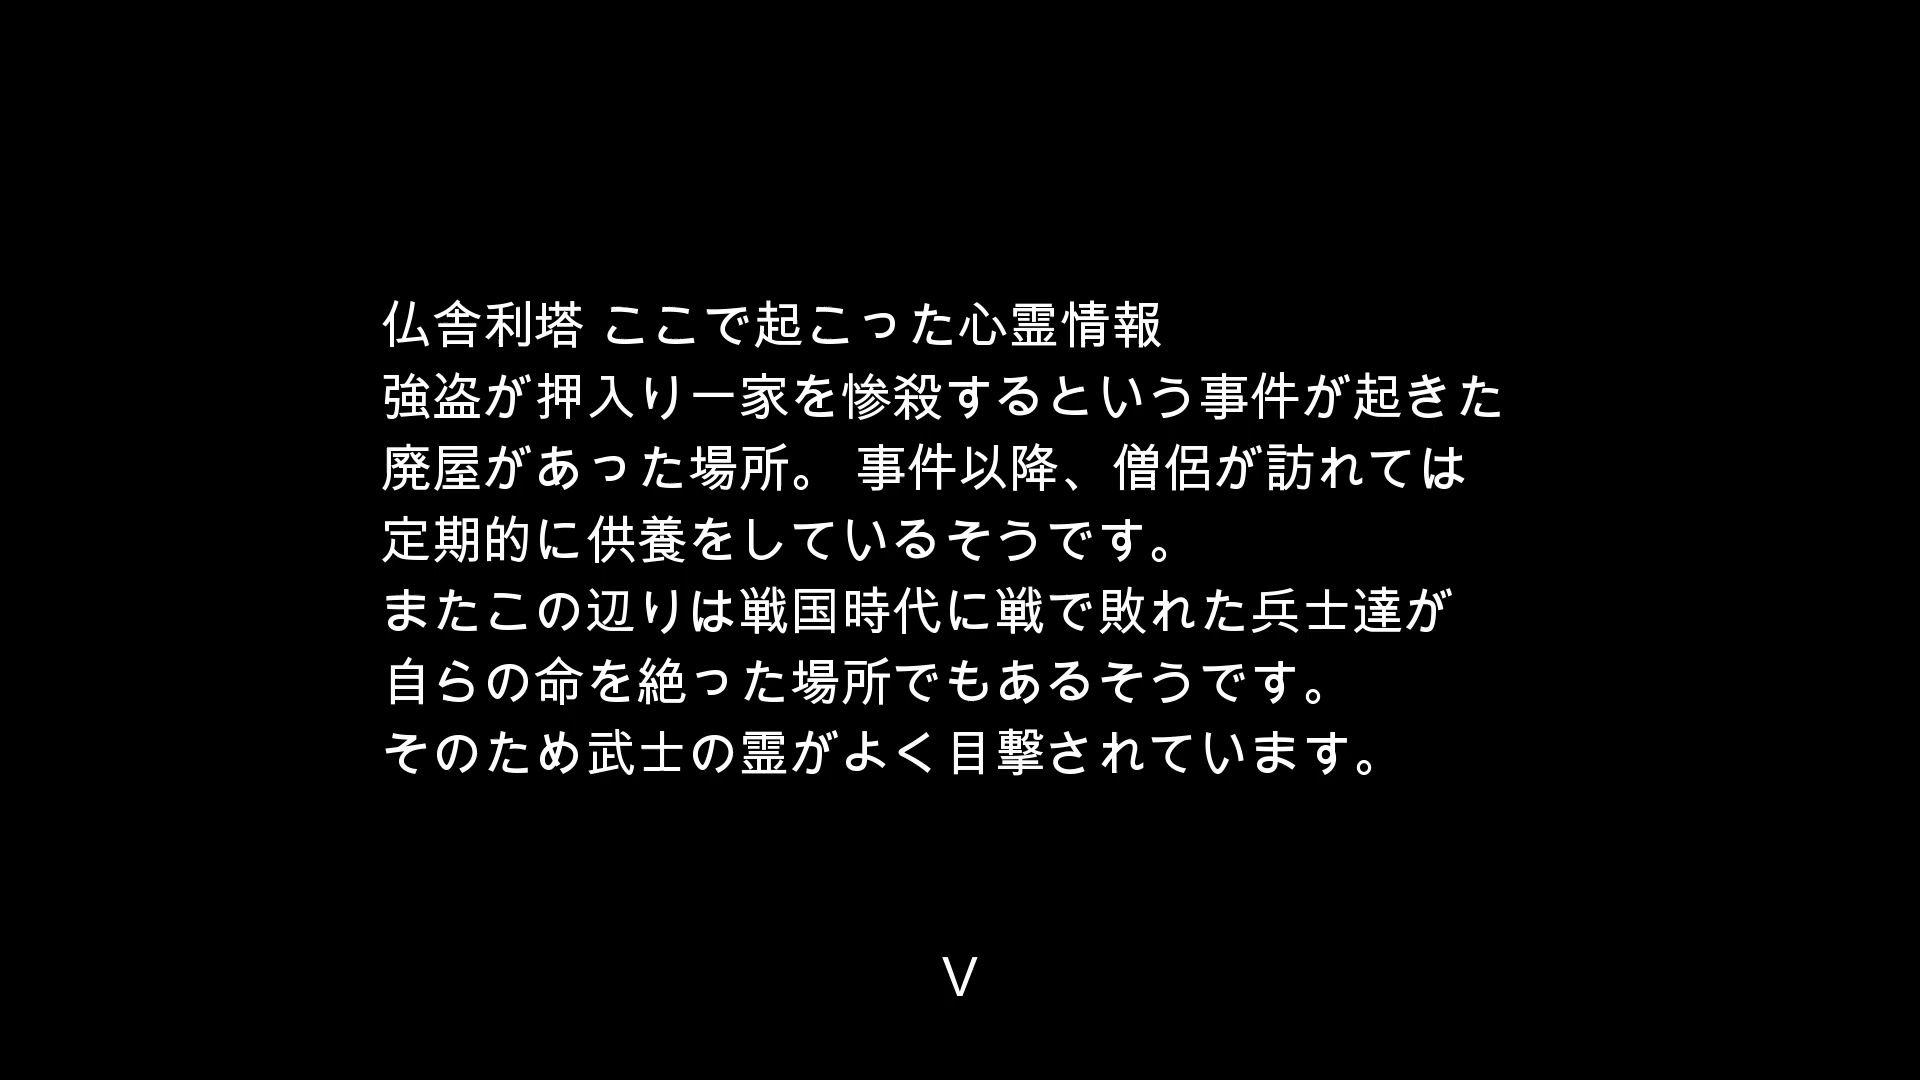 仏舎利塔 ここで起こった心霊情報
強盗が押入り一家を惨殺するという事件が起きた
廃屋があった場所。 事件以降、僧侶が訪れては
定期的に供養をしているそうです。
またこの辺りは戦国時代に戦で敗れた兵士達が
自らの命を絶った場所でもあるそうです。
そのため武士の霊がよく目撃されています。
V